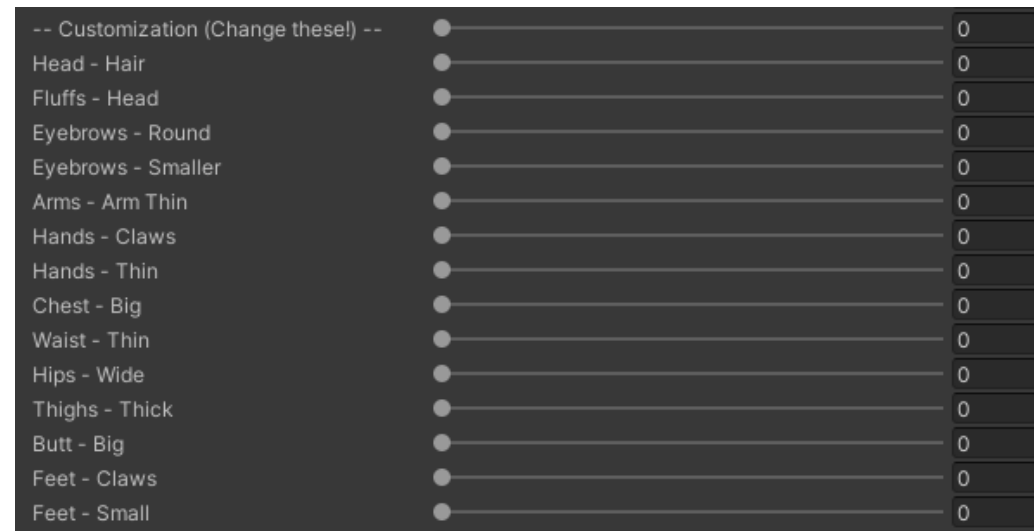 -- Customization (Change these!) -- 0
Head - Hair 0
Fluffs - Head 0
Eyebrows - Round 0
Eyebrows - Smaller 0
Arms - Arm Thin 0
Hands - Claws 0
Hands - Thin 0
Chest - Big 0
Waist - Thin 0
Hips - Wide 0
Thighs - Thick 0
Butt - Big 0
Feet - Claws 0
Feet - Small 0